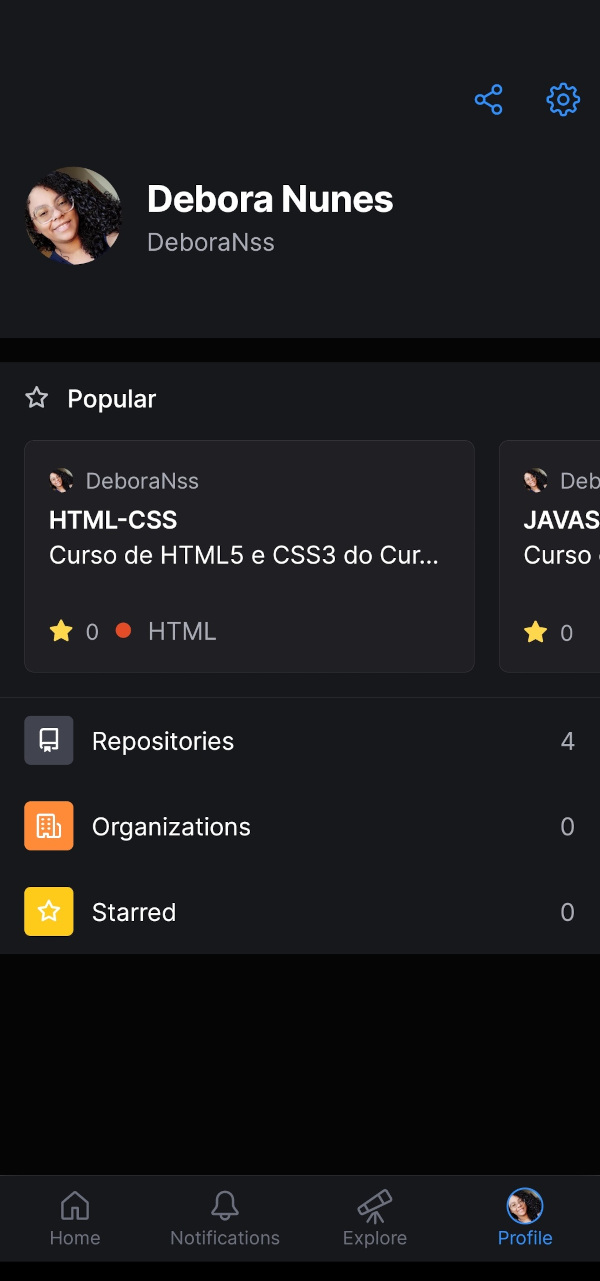 Debora Nunes
DeboraNss
Popular
DeboraNss
HTML-CSS
Curso de HTML5 e CSS3 do Cur...
0 HTML
Deb
JAVAS
Curso
0
Repositories 4
Organizations 0
Starred 0
Home Notifications Explore Profile